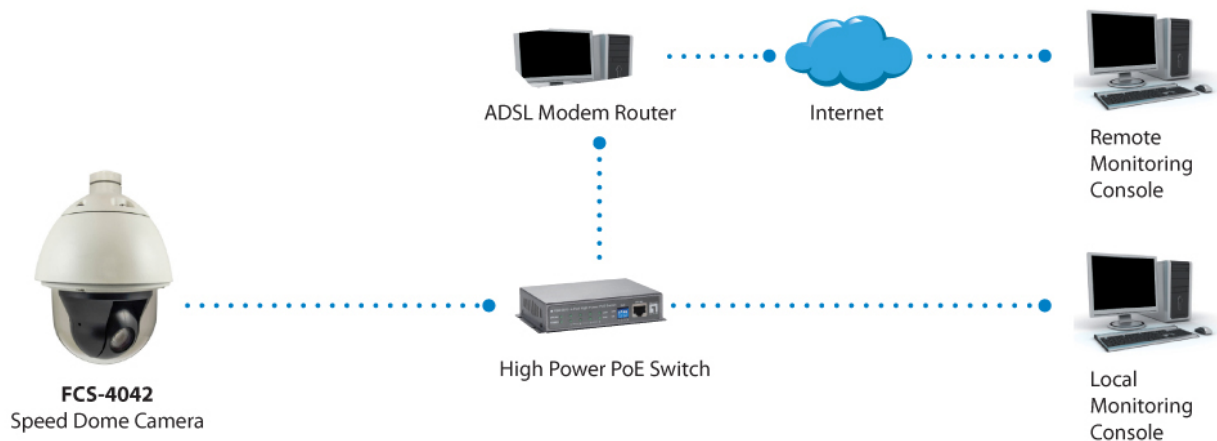 ADSL Modem Router
Internet
Remote
Monitoring
Console
High Power PoE Switch
FCS-4042
Speed Dome Camera
Local
Monitoring
Console